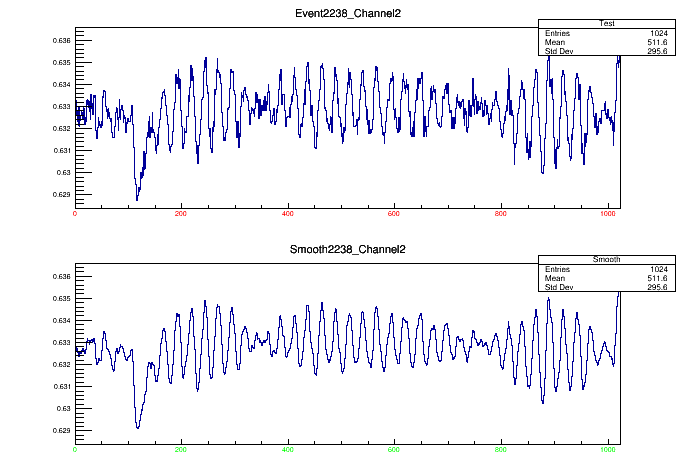 Event2238_Channel2
Test
Entries 1024
Mean 511.6
Std Dev 295.6
0.636
0.635
0.634
0.633
0.632
0.631
0.63
0.629
0 200 400 600 800 1000
Smooth2238_Channel2
Smooth
Entries 1024
Mean 511.6
Std Dev 295.6
0.636
0.635
0.634
0.633
0.632
0.631
0.63
0.629
0 200 400 600 800 1000